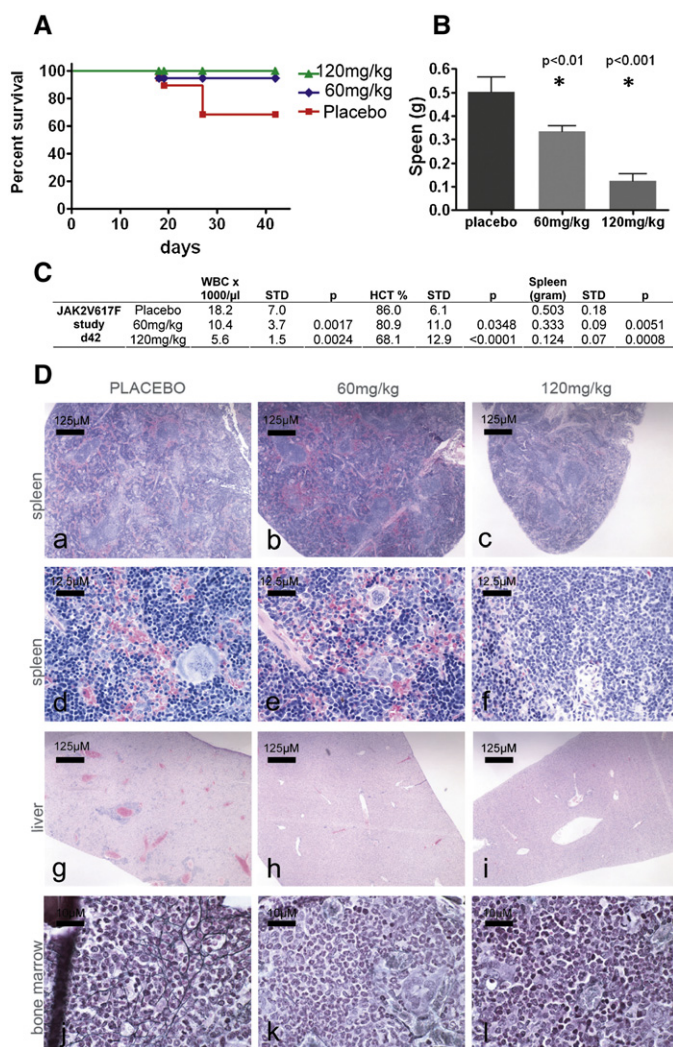 A
Percent survival
100
80
60
40
20
0
0 10 20 30 40
days
120mg/kg
60mg/kg
Placebo
B
p<0.01 p<0.001
* *
Speen (g)
0.6
0.5
0.4
0.3
0.2
0.1
0.0
placebo 60mg/kg 120mg/kg
C
WBC x 1000/µl STD p HCT % STD p Spleen (gram) STD p
JAK2V617F Placebo 18.2 7.0 86.0 6.1 0.503 0.18
study 60mg/kg 10.4 3.7 0.0017 80.9 11.0 0.0348 0.333 0.09 0.0051
d42 120mg/kg 5.6 1.5 0.0024 68.1 12.9 <0.0001 0.124 0.07 0.0008
D
PLACEBO 60mg/kg 120mg/kg
spleen
125µM 125µM 125µM
a b c
spleen
12.5µM 12.5µM 12.5µM
d e f
liver
125µM 125µM 125µM
g h i
bone marrow
10µM 10µM 10µM
j k l